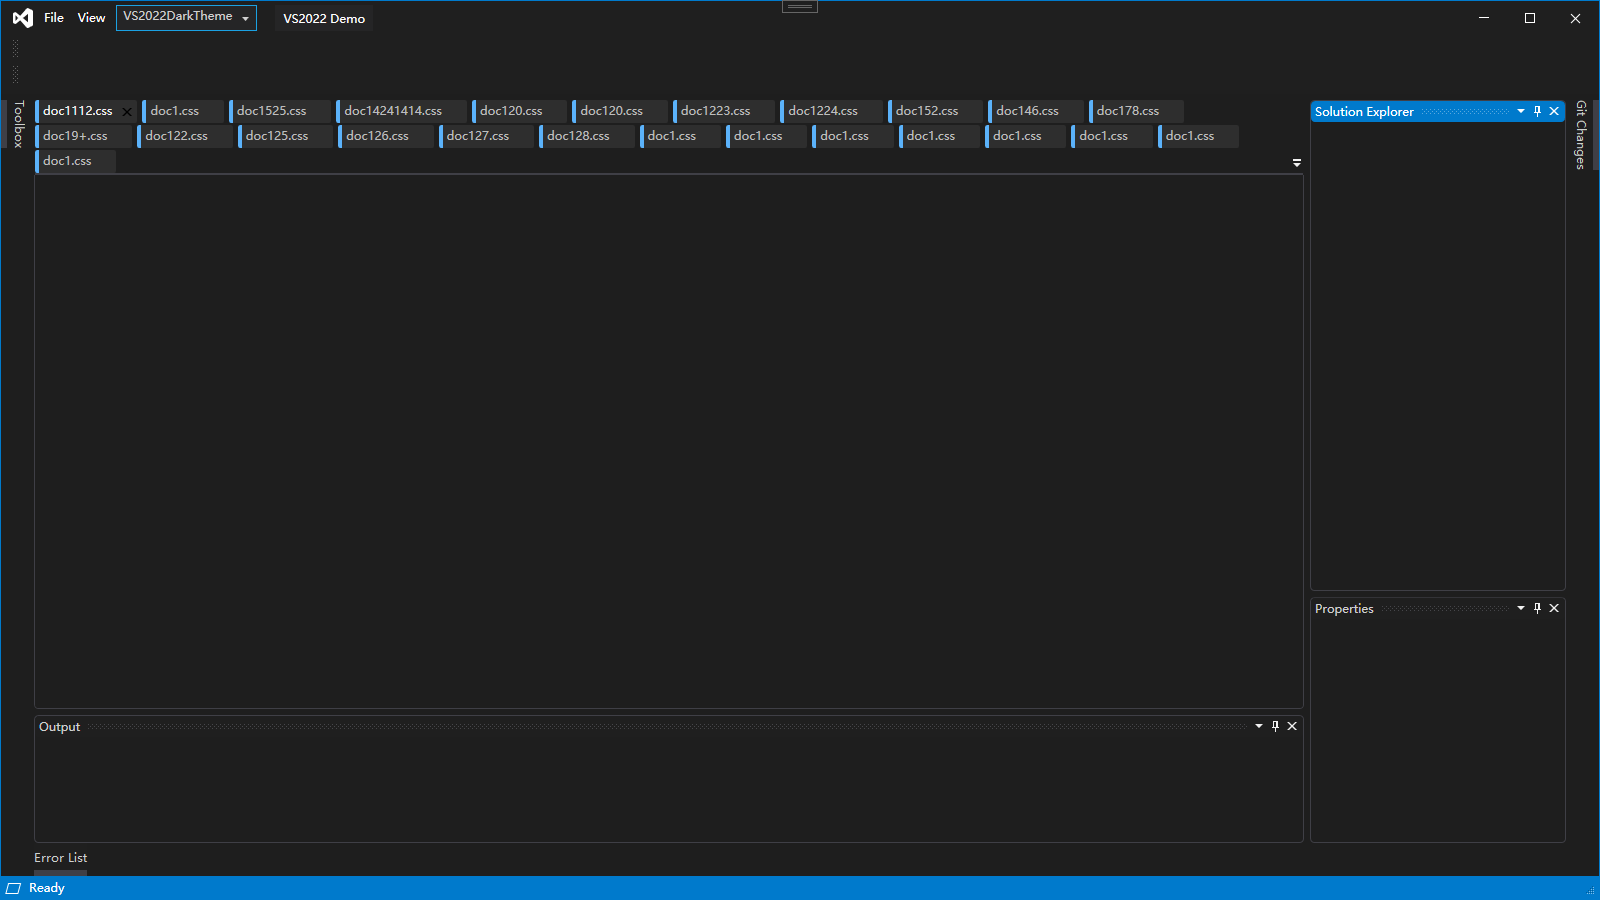 File View VS2022DarkTheme VS2022 Demo
Toolbox
doc1112.css doc1.css doc1525.css doc14241414.css doc120.css doc120.css doc1223.css doc1224.css doc152.css doc146.css doc178.css
doc19+.css doc122.css doc125.css doc126.css doc127.css doc128.css doc1.css doc1.css doc1.css doc1.css doc1.css doc1.css doc1.css
doc1.css
Solution Explorer
Git Changes
Properties
Output
Error List
Ready